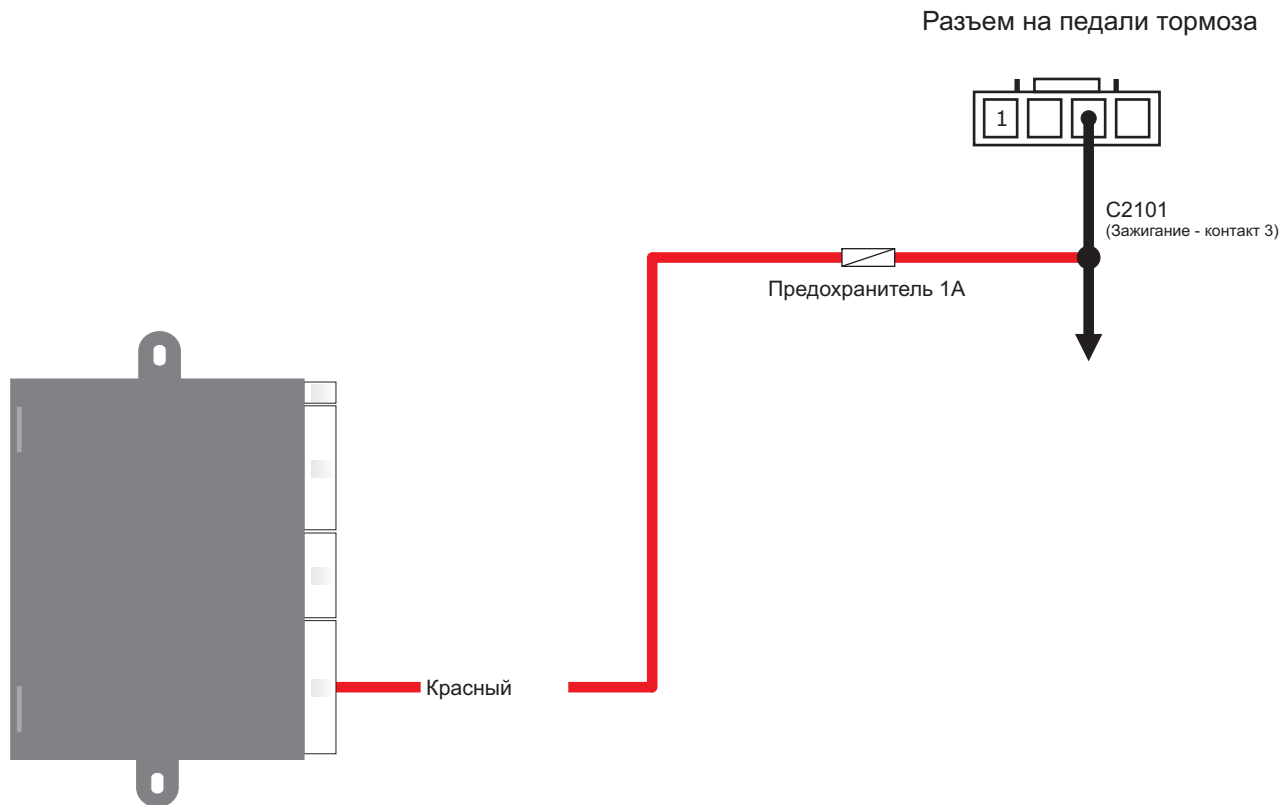 Разъем на педали тормоза
1
C2101
(Зажигание - контакт 3)
Предохранитель 1А
Красный